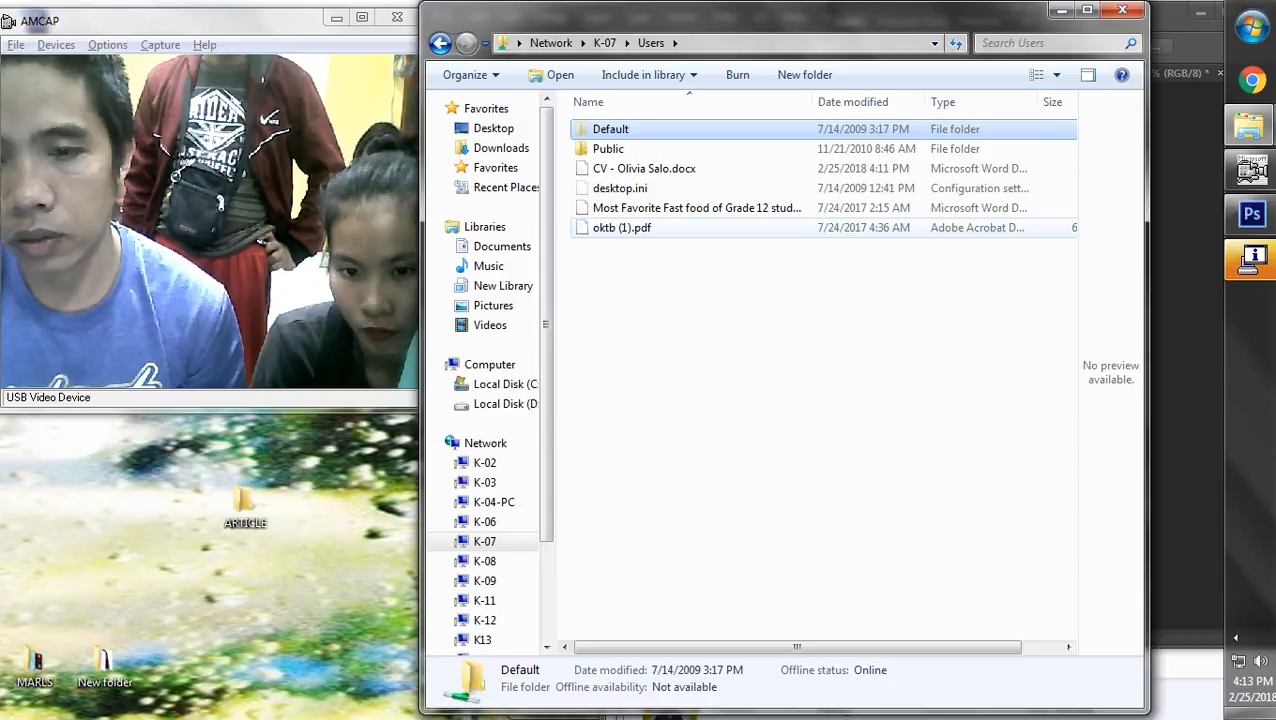 AMCAP
File Devices Options Capture Help
RIDER
USB Video Device
ARTICLE
MARLS
New folder
Network K-07 Users
Search Users
Organize Open Include in library Burn New folder
Name Date modified Type Size
Default 7/14/2009 3:17 PM File folder
Public 11/21/2010 8:46 AM File folder
CV - Olivia Salo.docx 2/25/2018 4:11 PM Microsoft Word D...
desktop.ini 7/14/2009 12:41 PM Configuration sett...
Most Favorite Fast food of Grade 12 stud... 7/24/2017 2:15 AM Microsoft Word D...
oktb (1).pdf 7/24/2017 4:36 AM Adobe Acrobat D... 6
Favorites
Desktop
Downloads
Favorites
Recent Places
Libraries
Documents
Music
New Library
Pictures
Videos
Computer
Local Disk (C
Local Disk (D
Network
K-02
K-03
K-04-PC
K-06
K-07
K-08
K-09
K-11
K-12
K13
No preview
available.
Default Date modified: 7/14/2009 3:17 PM Offline status: Online
File folder Offline availability: Not available
% (RGB/8) *
Microsoft
Ps
4:13 PM
2/25/2018